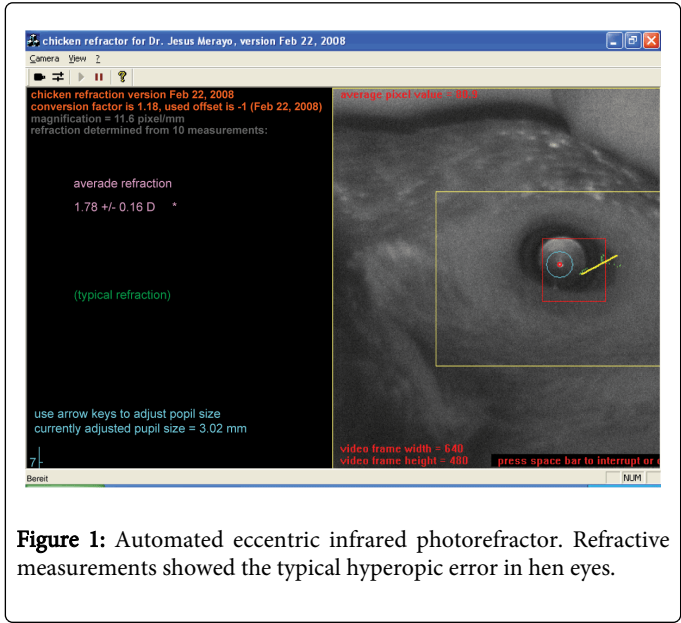 chicken refractor for Dr. Jesus Merayo, version Feb 22, 2008
Camera View ?
chicken refraction version Feb 22, 2008
conversion factor is 1.18, used offset is -1 (Feb 22, 2008)
magnification = 11.6 pixel/mm
refraction determined from 10 measurements:
averade refraction
1.78 +/- 0.16 D *
(typical refraction)
use arrow keys to adjust popil size
currently adjusted pupil size = 3.02 mm
7
average pixel value =
video frame width = 640
video frame height = 480
press space bar to interrupt or
Bereit
NUM
Figure 1: Automated eccentric infrared photorefractor. Refractive
measurements showed the typical hyperopic error in hen eyes.